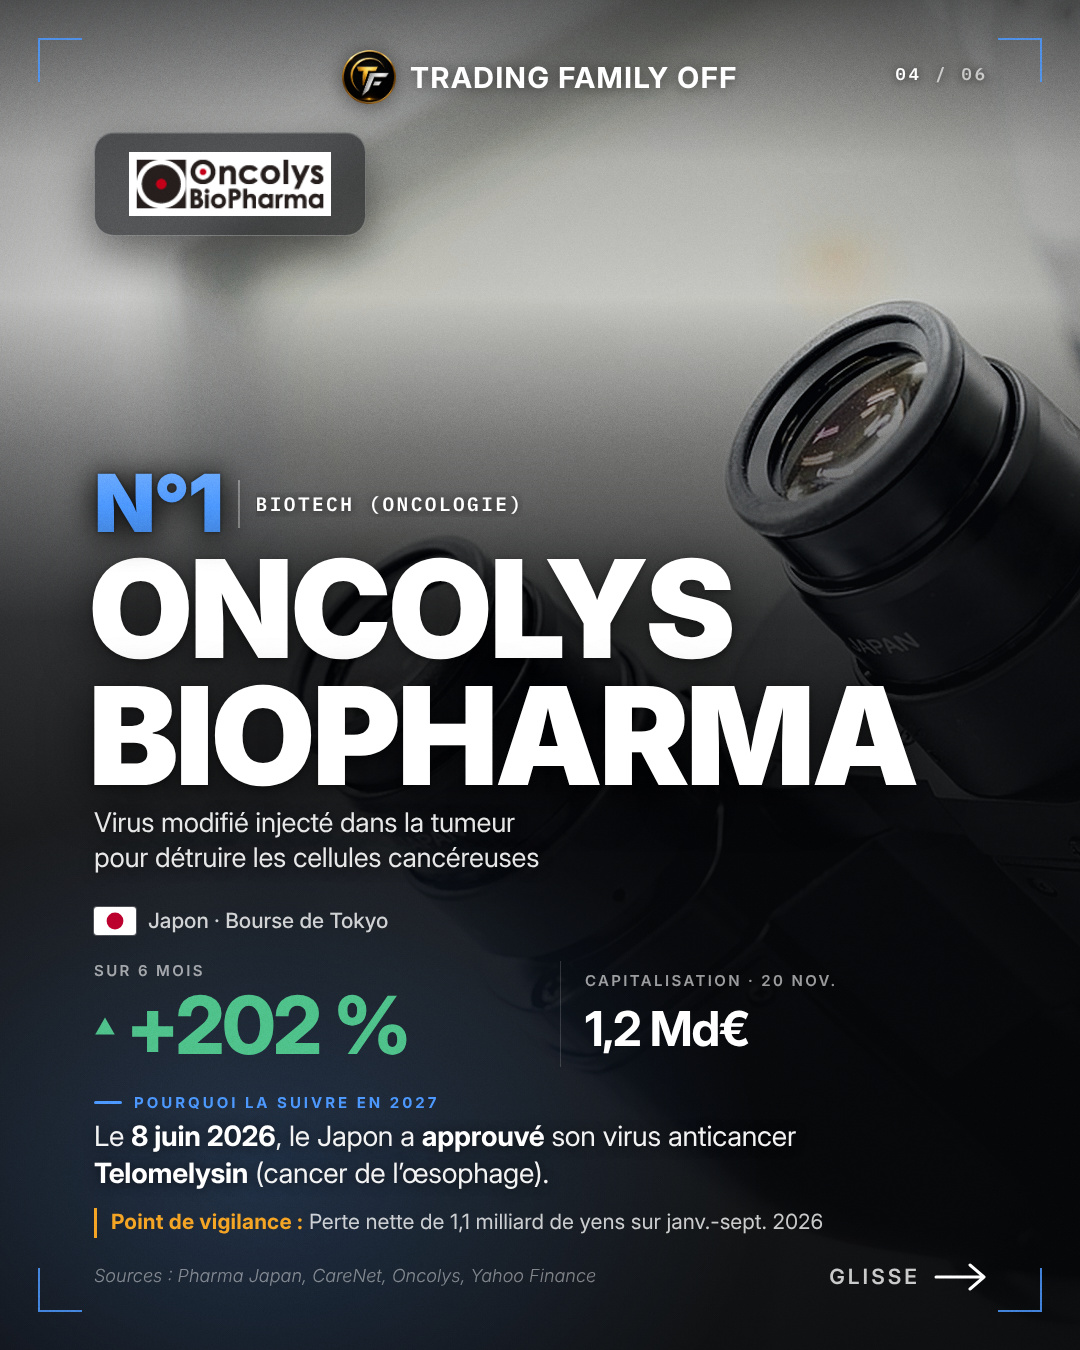 TF TRADING FAMILY OFF
04 / 06
Oncolys
BioPharma
N°1
BIOTECH (ONCOLOGIE)
ONCOLYS
BIOPHARMA
JAPAN
Virus modifié injecté dans la tumeur
pour détruire les cellules cancéreuses
Japon · Bourse de Tokyo
SUR 6 MOIS
+202 %
CAPITALISATION · 20 NOV.
1,2 Md€
POURQUOI LA SUIVRE EN 2027
Le 8 juin 2026, le Japon a approuvé son virus anticancer
Telomelysin (cancer de l’œsophage).
Point de vigilance : Perte nette de 1,1 milliard de yens sur janv.-sept. 2026
Sources : Pharma Japan, CareNet, Oncolys, Yahoo Finance
GLISSE